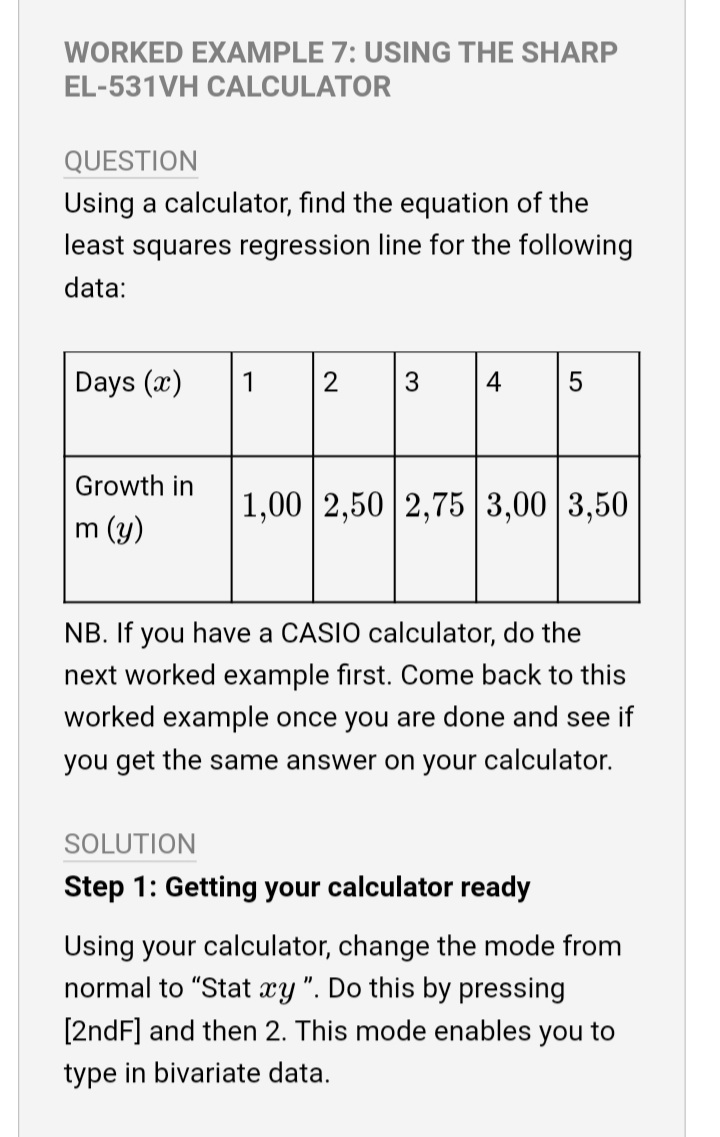 WORKED EXAMPLE 7: USING THE SHARP
EL-531VH CALCULATOR
QUESTION
Using a calculator, find the equation of the
least squares regression line for the following
data:
Days (x) 1 2 3 4 5
Growth in
m (y) 1,00 2,50 2,75 3,00 3,50
NB. If you have a CASIO calculator, do the
next worked example first. Come back to this
worked example once you are done and see if
you get the same answer on your calculator.
SOLUTION
Step 1: Getting your calculator ready
Using your calculator, change the mode from
normal to “Stat xy ”. Do this by pressing
[2ndF] and then 2. This mode enables you to
type in bivariate data.